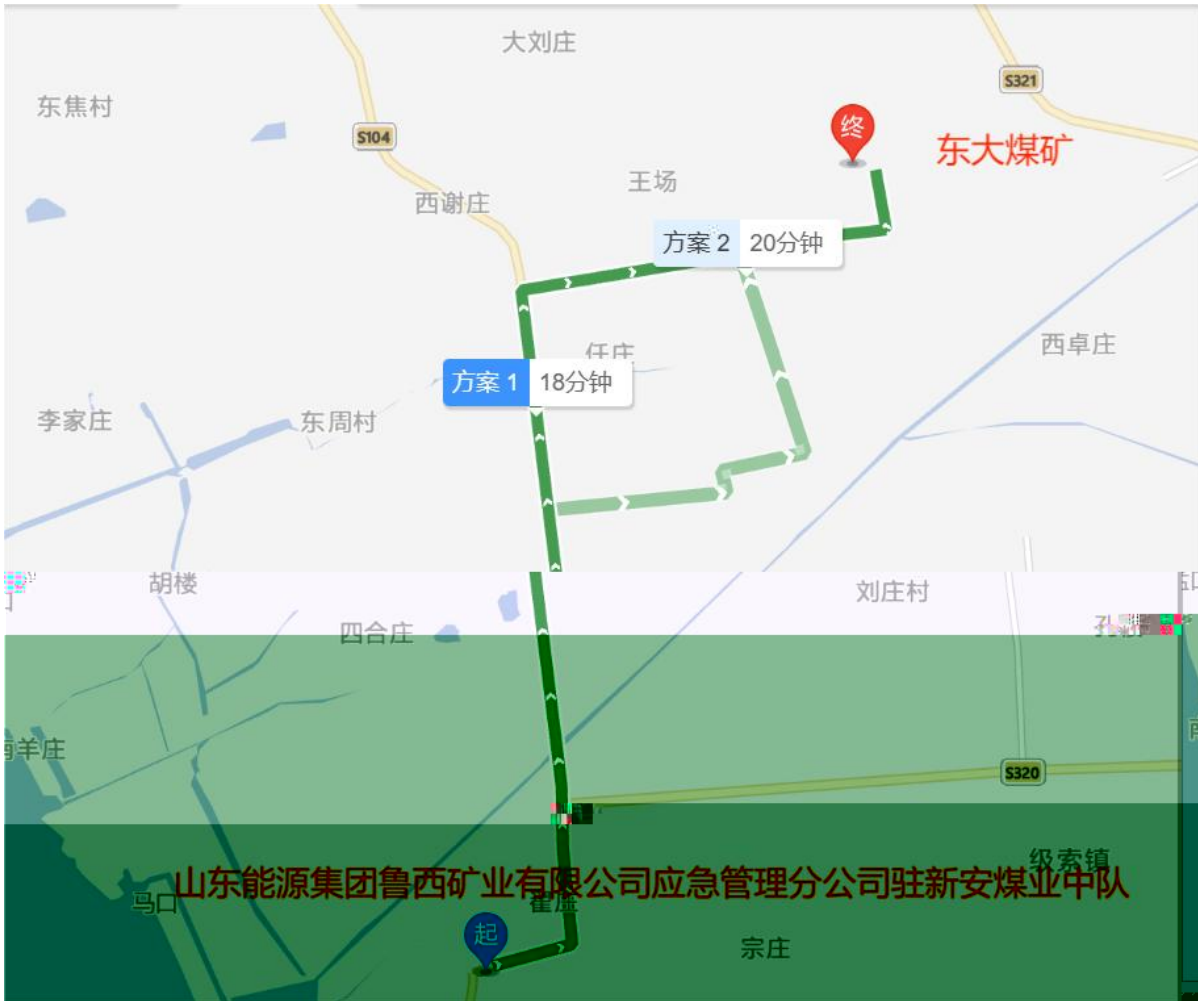 大刘庄
S321
东焦村
终
S104
东大煤矿
王场
西谢庄
方案 2 20分钟
任庄
西卓庄
方案 1 18分钟
李家庄
东周村
胡楼
刘庄村
四合庄
羊庄
S320
级索镇
山东能源集团鲁西矿业有限公司应急管理分公司驻新安煤业中队
马口
起
宗庄